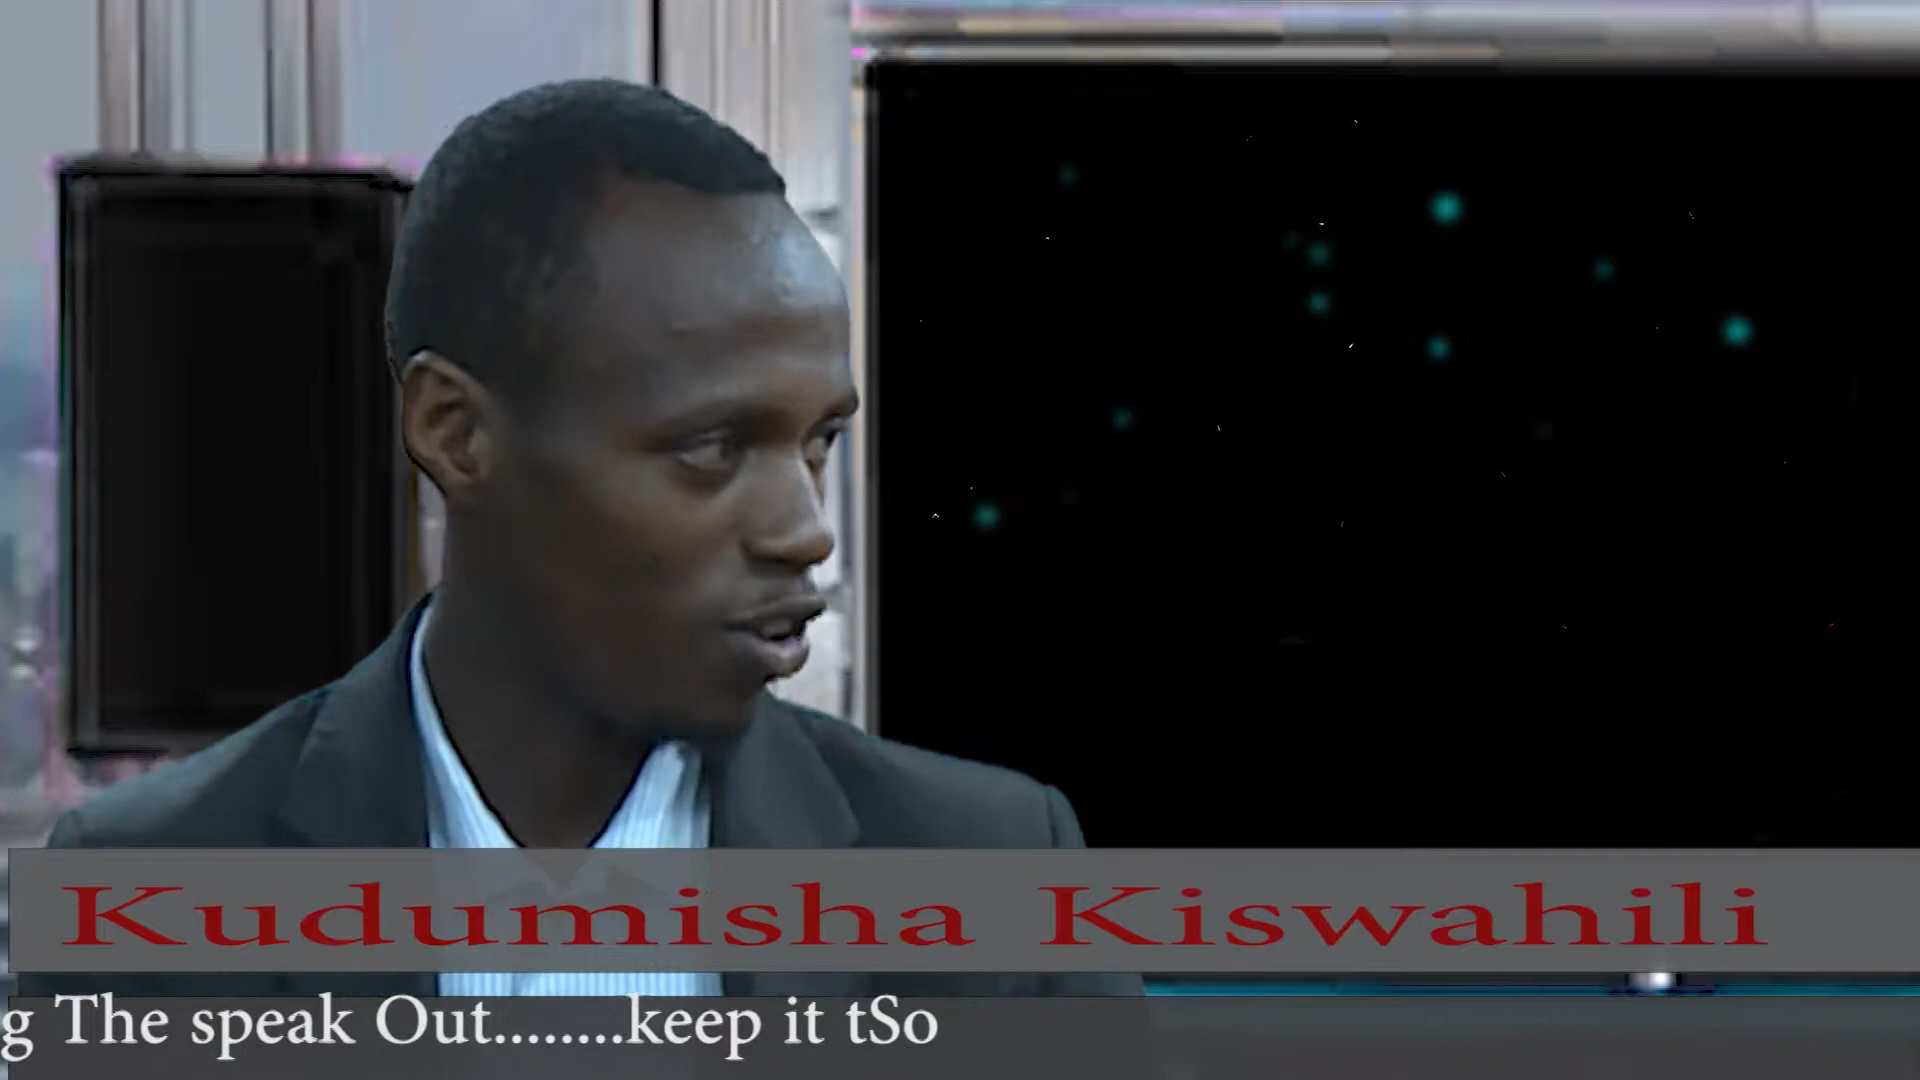 Kudumisha Kiswahili
g The speak Out........keep it tSo